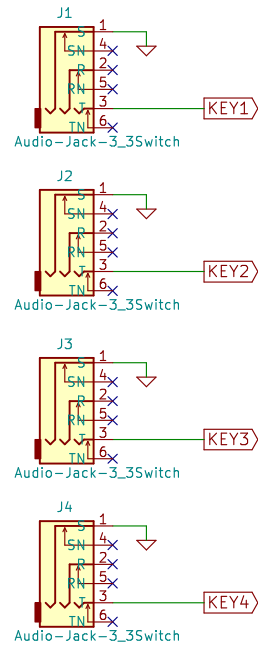 J1
S 1
SN 4
R 2
RN 5
T 3 KEY1
TN 6
Audio-Jack-3_3Switch
J2
S 1
SN 4
R 2
RN 5
T 3 KEY2
TN 6
Audio-Jack-3_3Switch
J3
S 1
SN 4
R 2
RN 5
T 3 KEY3
TN 6
Audio-Jack-3_3Switch
J4
S 1
SN 4
R 2
RN 5
T 3 KEY4
TN 6
Audio-Jack-3_3Switch